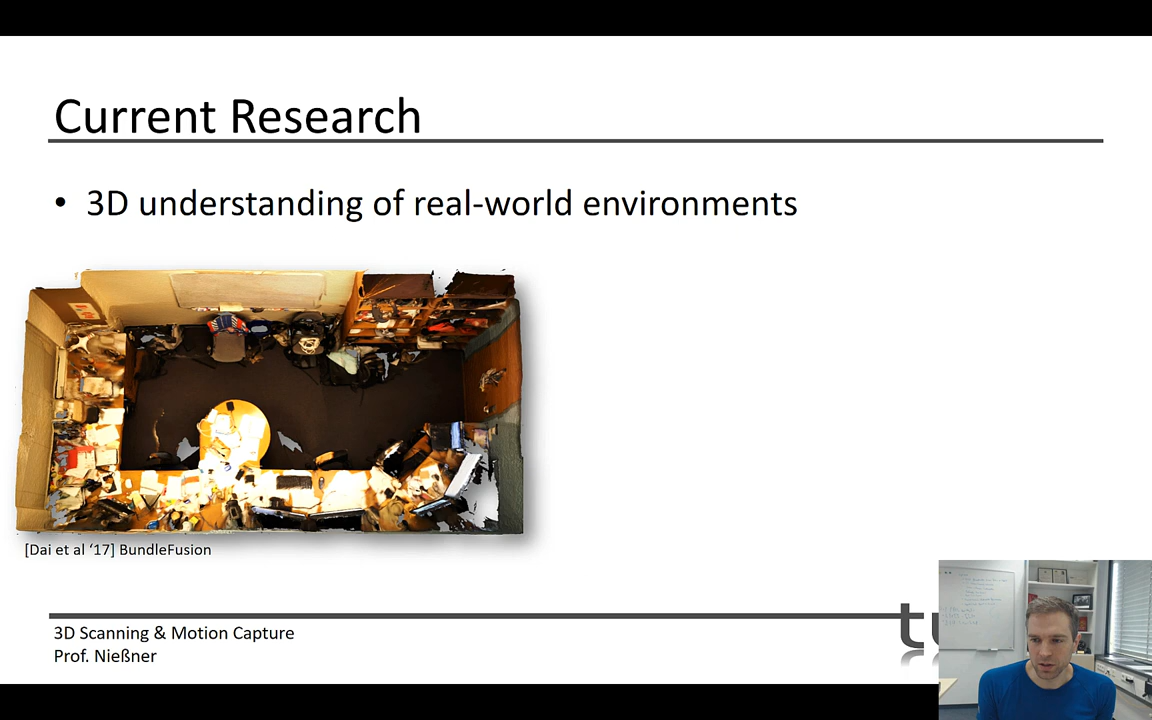 Current Research
• 3D understanding of real-world environments
[Dai et al ‘17] BundleFusion
3D Scanning & Motion Capture
Prof. Nießner